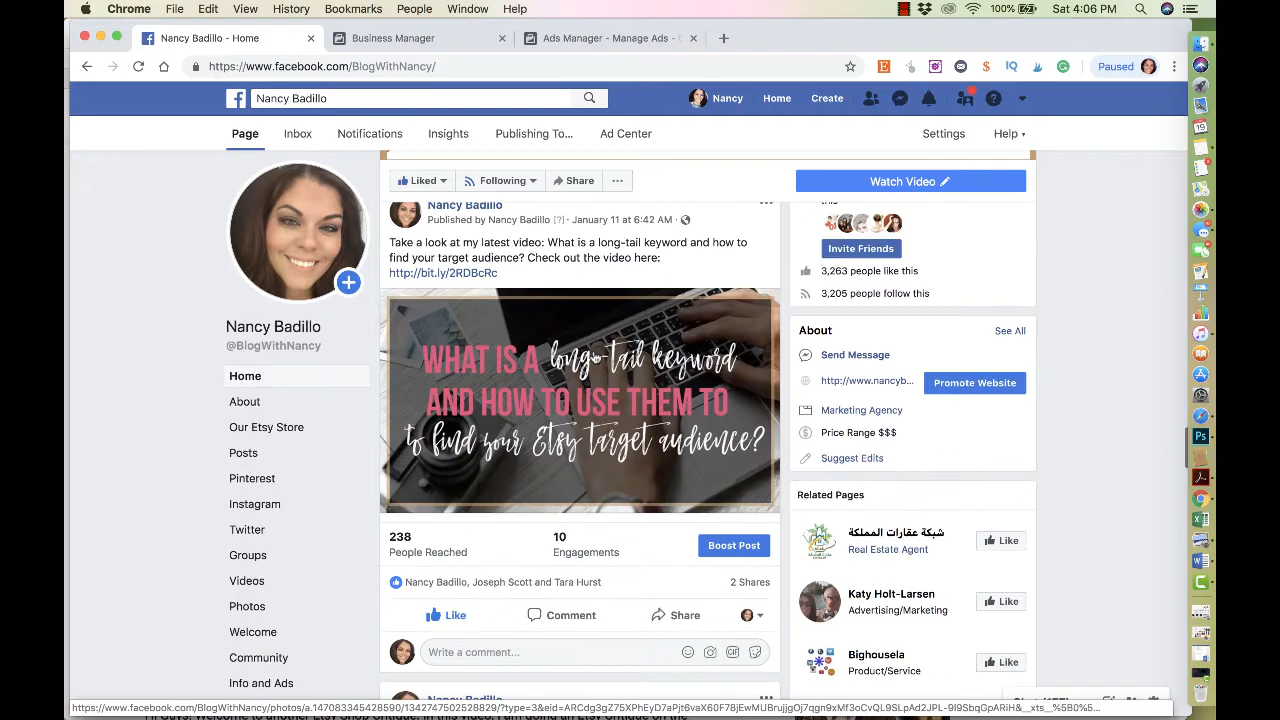 Chrome File Edit View History Bookmarks People Window Help 100% Sat 4:06 PM
Nancy Badillo - Home Business Manager Ads Manager - Manage Ads -
https://www.facebook.com/BlogWithNancy/ Paused
Nancy Badillo Nancy Home Create
Page Inbox Notifications Insights Publishing To... Ad Center Settings Help
Liked Following Share Watch Video
Nancy Badillo
Published by Nancy Badillo [?] · January 11 at 6:42 AM ·
Take a look at my latest video: What is a long-tail keyword and how to
find your target audience? Check out the video here:
http://bit.ly/2RDBcRc
WHAT IS A long-tail keyword
AND HOW TO USE THEM TO
to find your Etsy target audience?
238
People Reached
10
Engagements
Boost Post
Nancy Badillo, Joseph Scott and Tara Hurst 2 Shares
Like Comment Share
Write a comment...
GIF
Nancy Badillo
Nancy Badillo
@BlogWithNancy
Home
About
Our Etsy Store
Posts
Pinterest
Instagram
Twitter
Groups
Videos
Photos
Welcome
Community
Info and Ads
this
Invite Friends
3,263 people like this
3,205 people follow this
About See All
Send Message
http://www.nancyb... Promote Website
Marketing Agency
Price Range $$$
Suggest Edits
Related Pages
شبكة عقارات المملكة
Real Estate Agent
Like
Katy Holt-Larsen
Advertising/Marketing
Like
Bighousela
Product/Service
Like